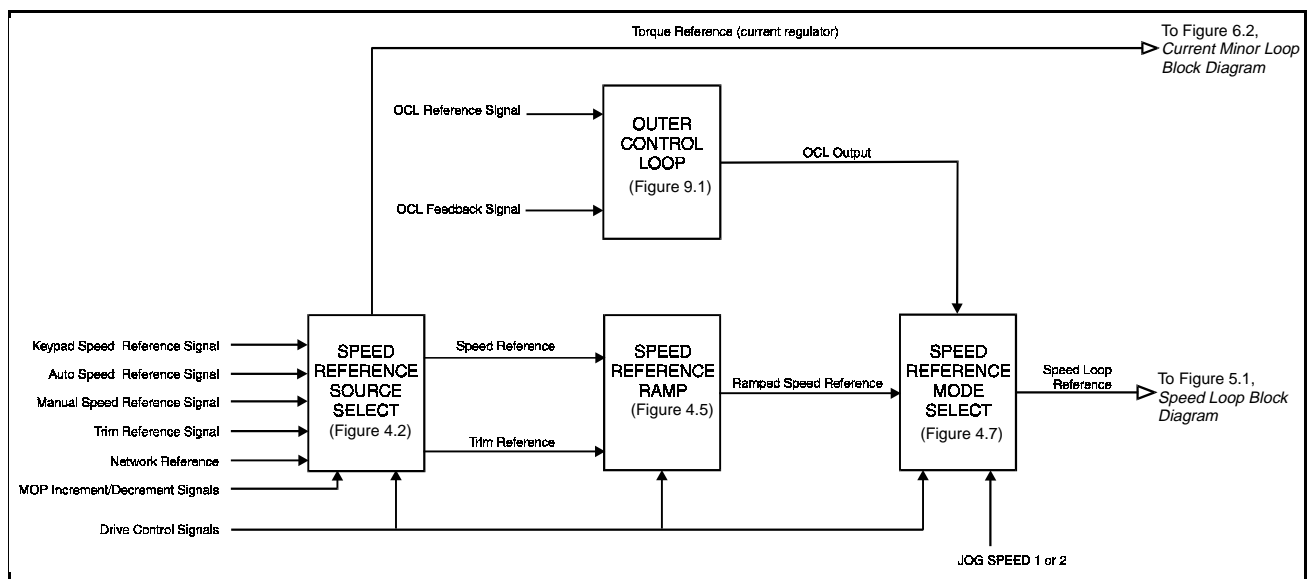 Torque Reference (current regulator)
To Figure 6.2,
Current Minor Loop
Block Diagram
OCL Reference Signal
OUTER
CONTROL
LOOP
(Figure 9.1)
OCL Output
OCL Feedback Signal
Keypad Speed Reference Signal
Auto Speed Reference Signal
Manual Speed Reference Signal
Trim Reference Signal
Network Reference
MOP Increment/Decrement Signals
Drive Control Signals
SPEED
REFERENCE
SOURCE
SELECT
(Figure 4.2)
Speed Reference
Trim Reference
SPEED
REFERENCE
RAMP
(Figure 4.5)
Ramped Speed Reference
SPEED
REFERENCE
MODE
SELECT
(Figure 4.7)
JOG SPEED 1 or 2
Speed Loop
Reference
To Figure 5.1,
Speed Loop Block
Diagram